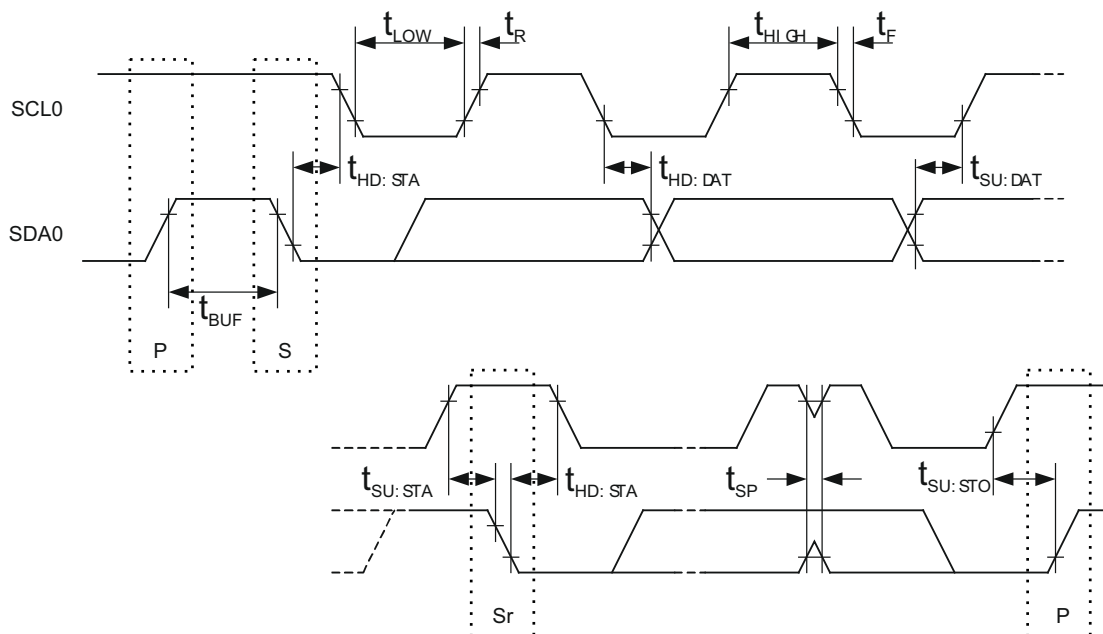 tLOW tR tHIGH tF
SCL0
tHD: STA tHD: DAT tSU: DAT
SDA0
tBUF
P S
tSU: STA tHD: STA tSP tSU: STO
Sr P